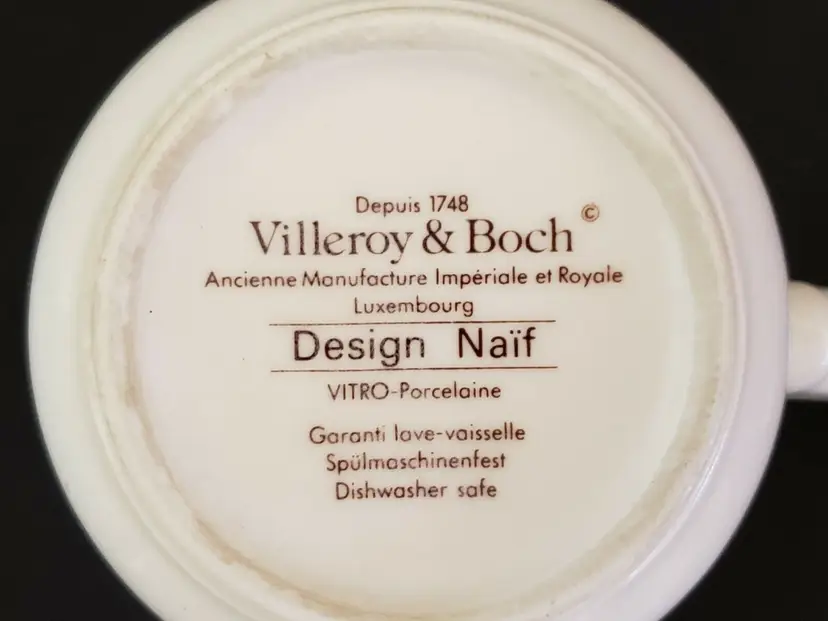 Depuis 1748
Villeroy & Boch ©
Ancienne Manufacture Impériale et Royale
Luxembourg
Design Naïf
VITRO-Porcelaine
Garanti lave-vaisselle
Spülmaschinenfest
Dishwasher safe